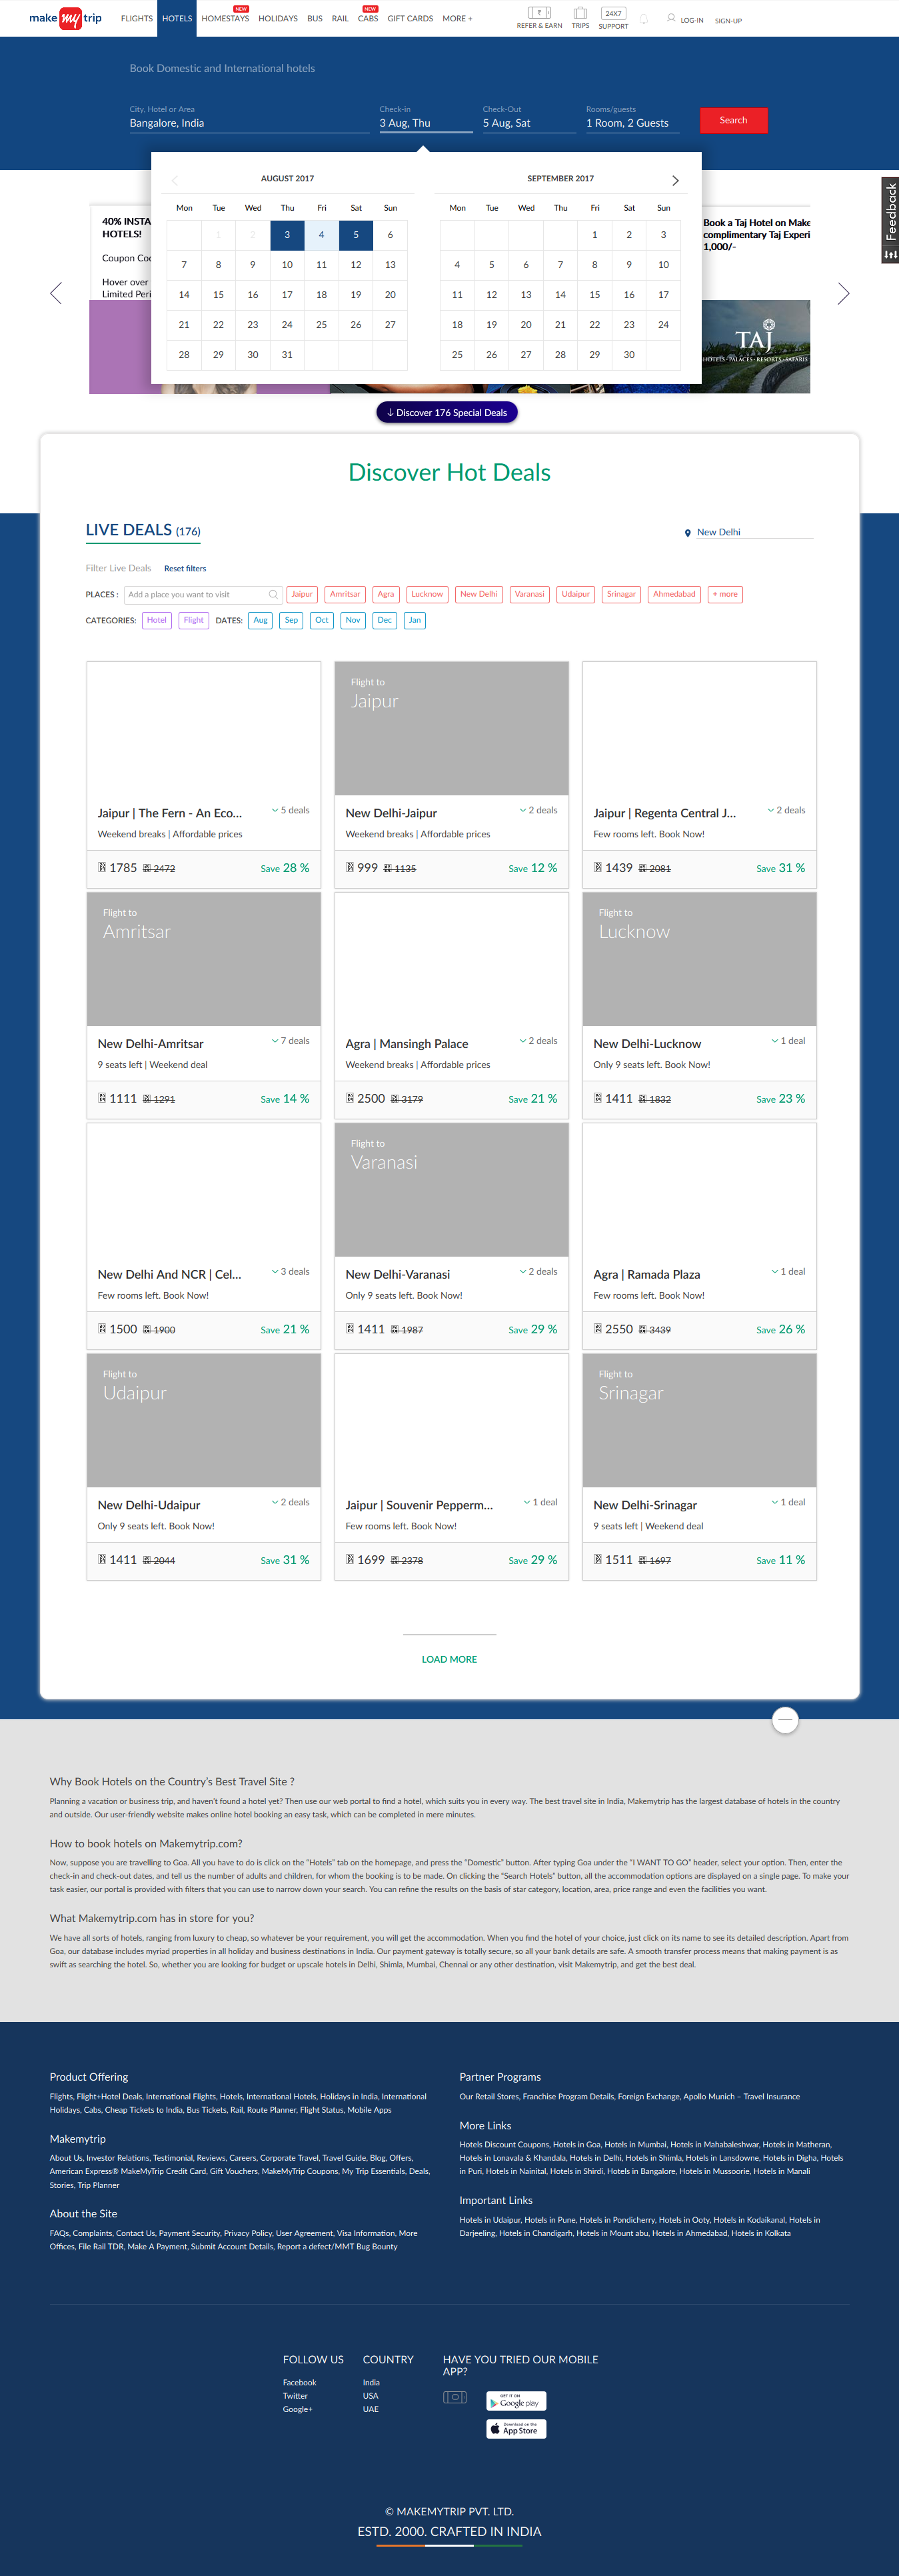 make my trip
FLIGHTS HOTELS HOMESTAYS NEW HOLIDAYS BUS RAIL CABS NEW GIFT CARDS MORE + REFER & EARN TRIPS 24X7 SUPPORT LOG-IN SIGN-UP
Book Domestic and International hotels
City, Hotel or Area Check-in Check-Out Rooms/guests
Bangalore, India 3 Aug, Thu 5 Aug, Sat 1 Room, 2 Guests Search
Feedback
AUGUST 2017
Mon Tue Wed Thu Fri Sat Sun
1 2 3 4 5 6
7 8 9 10 11 12 13
14 15 16 17 18 19 20
21 22 23 24 25 26 27
28 29 30 31
SEPTEMBER 2017
Mon Tue Wed Thu Fri Sat Sun
1 2 3
4 5 6 7 8 9 10
11 12 13 14 15 16 17
18 19 20 21 22 23 24
25 26 27 28 29 30
40% INSTA
HOTELS!
Coupon Co
Hover over
Limited Peri
Book a Taj Hotel on Make
complimentary Taj Experi
1,000/-
TAJ
HOTELS · PALACES · RESORTS · SAFARIS
↓ Discover 176 Special Deals
Discover Hot Deals
LIVE DEALS (176)
New Delhi
Filter Live Deals Reset filters
PLACES : Add a place you want to visit Jaipur Amritsar Agra Lucknow New Delhi Varanasi Udaipur Srinagar Ahmedabad + more
CATEGORIES: Hotel Flight DATES: Aug Sep Oct Nov Dec Jan
Jaipur | The Fern - An Eco... 5 deals
Weekend breaks | Affordable prices
1785 2472 Save 28 %
Flight to
Jaipur
New Delhi-Jaipur 2 deals
Weekend breaks | Affordable prices
999 1135 Save 12 %
Jaipur | Regenta Central J... 2 deals
Few rooms left. Book Now!
1439 2081 Save 31 %
Flight to
Amritsar
New Delhi-Amritsar 7 deals
9 seats left | Weekend deal
1111 1291 Save 14 %
Agra | Mansingh Palace 2 deals
Weekend breaks | Affordable prices
2500 3179 Save 21 %
Flight to
Lucknow
New Delhi-Lucknow 1 deal
Only 9 seats left. Book Now!
1411 1832 Save 23 %
New Delhi And NCR | Cel... 3 deals
Few rooms left. Book Now!
1500 1900 Save 21 %
Flight to
Varanasi
New Delhi-Varanasi 2 deals
Only 9 seats left. Book Now!
1411 1987 Save 29 %
Agra | Ramada Plaza 1 deal
Few rooms left. Book Now!
2550 3439 Save 26 %
Flight to
Udaipur
New Delhi-Udaipur 2 deals
Only 9 seats left. Book Now!
1411 2044 Save 31 %
Jaipur | Souvenir Pepperm... 1 deal
Few rooms left. Book Now!
1699 2378 Save 29 %
Flight to
Srinagar
New Delhi-Srinagar 1 deal
9 seats left | Weekend deal
1511 1697 Save 11 %
LOAD MORE
Why Book Hotels on the Country's Best Travel Site ?
Planning a vacation or business trip, and haven't found a hotel yet? Then use our web portal to find a hotel, which suits you in every way. The best travel site in India, Makemytrip has the largest database of hotels in the country
and outside. Our user-friendly website makes online hotel booking an easy task, which can be completed in mere minutes.
How to book hotels on Makemytrip.com?
Now, suppose you are travelling to Goa. All you have to do is click on the "Hotels" tab on the homepage, and press the "Domestic" button. After typing Goa under the "I WANT TO GO" header, select your option. Then, enter the
check-in and check-out dates, and tell us the number of adults and children, for whom the booking is to be made. On clicking the "Search Hotels" button, all the accommodation options are displayed on a single page. To make your
task easier, our portal is provided with filters that you can use to narrow down your search. You can refine the results on the basis of star category, location, area, price range and even the facilities you want.
What Makemytrip.com has in store for you?
We have all sorts of hotels, ranging from luxury to cheap, so whatever be your requirement, you will get the accommodation. When you find the hotel of your choice, just click on its name to see its detailed description. Apart from
Goa, our database includes myriad properties in all holiday and business destinations in India. Our payment gateway is totally secure, so all your bank details are safe. A smooth transfer process means that making payment is as
swift as searching the hotel. So, whether you are looking for budget or upscale hotels in Delhi, Shimla, Mumbai, Chennai or any other destination, visit Makemytrip, and get the best deal.
Product Offering
Flights, Flight+Hotel Deals, International Flights, Hotels, International Hotels, Holidays in India, International
Holidays, Cabs, Cheap Tickets to India, Bus Tickets, Rail, Route Planner, Flight Status, Mobile Apps
Makemytrip
About Us, Investor Relations, Testimonial, Reviews, Careers, Corporate Travel, Travel Guide, Blog, Offers,
American Express® MakeMyTrip Credit Card, Gift Vouchers, MakeMyTrip Coupons, My Trip Essentials, Deals,
Stories, Trip Planner
About the Site
FAQs, Complaints, Contact Us, Payment Security, Privacy Policy, User Agreement, Visa Information, More
Offices, File Rail TDR, Make A Payment, Submit Account Details, Report a defect/MMT Bug Bounty
Partner Programs
Our Retail Stores, Franchise Program Details, Foreign Exchange, Apollo Munich – Travel Insurance
More Links
Hotels Discount Coupons, Hotels in Goa, Hotels in Mumbai, Hotels in Mahabaleshwar, Hotels in Matheran,
Hotels in Lonavala & Khandala, Hotels in Delhi, Hotels in Shimla, Hotels in Lansdowne, Hotels in Digha, Hotels
in Puri, Hotels in Nainital, Hotels in Shirdi, Hotels in Bangalore, Hotels in Mussoorie, Hotels in Manali
Important Links
Hotels in Udaipur, Hotels in Pune, Hotels in Pondicherry, Hotels in Ooty, Hotels in Kodaikanal, Hotels in
Darjeeling, Hotels in Chandigarh, Hotels in Mount abu, Hotels in Ahmedabad, Hotels in Kolkata
FOLLOW US
Facebook
Twitter
Google+
COUNTRY
India
USA
UAE
HAVE YOU TRIED OUR MOBILE
APP?
GET IT ON
Google play
Download on the
App Store
© MAKEMYTRIP PVT. LTD.
ESTD. 2000. CRAFTED IN INDIA